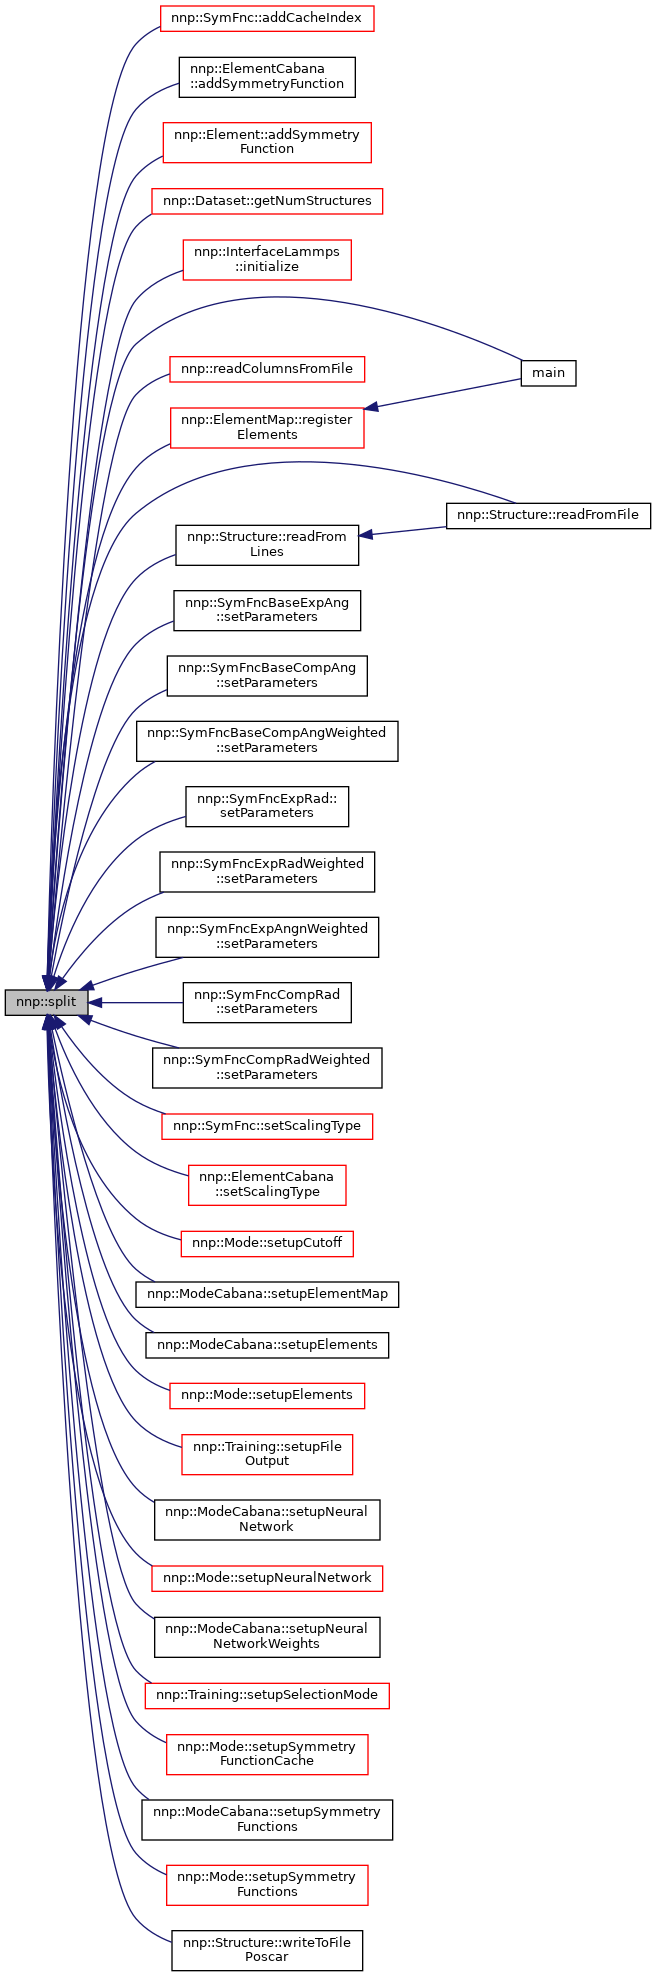 nnp::SymFnc::addCacheIndex
nnp::ElementCabana
::addSymmetryFunction
nnp::Element::addSymmetry
Function
nnp::Dataset::getNumStructures
nnp::InterfaceLammps
::initialize
main
nnp::readColumnsFromFile
nnp::ElementMap::register
Elements
nnp::Structure::readFromFile
nnp::Structure::readFrom
Lines
nnp::SymFncBaseExpAng
::setParameters
nnp::SymFncBaseCompAng
::setParameters
nnp::SymFncBaseCompAngWeighted
::setParameters
nnp::SymFncExpRad::
setParameters
nnp::SymFncExpRadWeighted
::setParameters
nnp::SymFncExpAngnWeighted
::setParameters
nnp::split
nnp::SymFncCompRad
::setParameters
nnp::SymFncCompRadWeighted
::setParameters
nnp::SymFnc::setScalingType
nnp::ElementCabana
::setScalingType
nnp::Mode::setupCutoff
nnp::ModeCabana::setupElementMap
nnp::ModeCabana::setupElements
nnp::Mode::setupElements
nnp::Training::setupFile
Output
nnp::ModeCabana::setupNeural
Network
nnp::Mode::setupNeuralNetwork
nnp::ModeCabana::setupNeural
NetworkWeights
nnp::Training::setupSelectionMode
nnp::Mode::setupSymmetry
FunctionCache
nnp::ModeCabana::setupSymmetry
Functions
nnp::Mode::setupSymmetry
Functions
nnp::Structure::writeToFile
Poscar